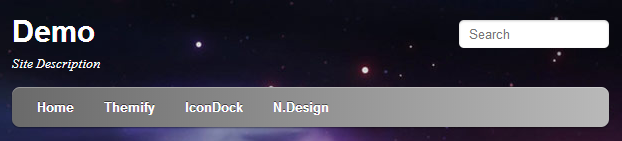 Demo
Search
Site Description
Home Themify IconDock N.Design